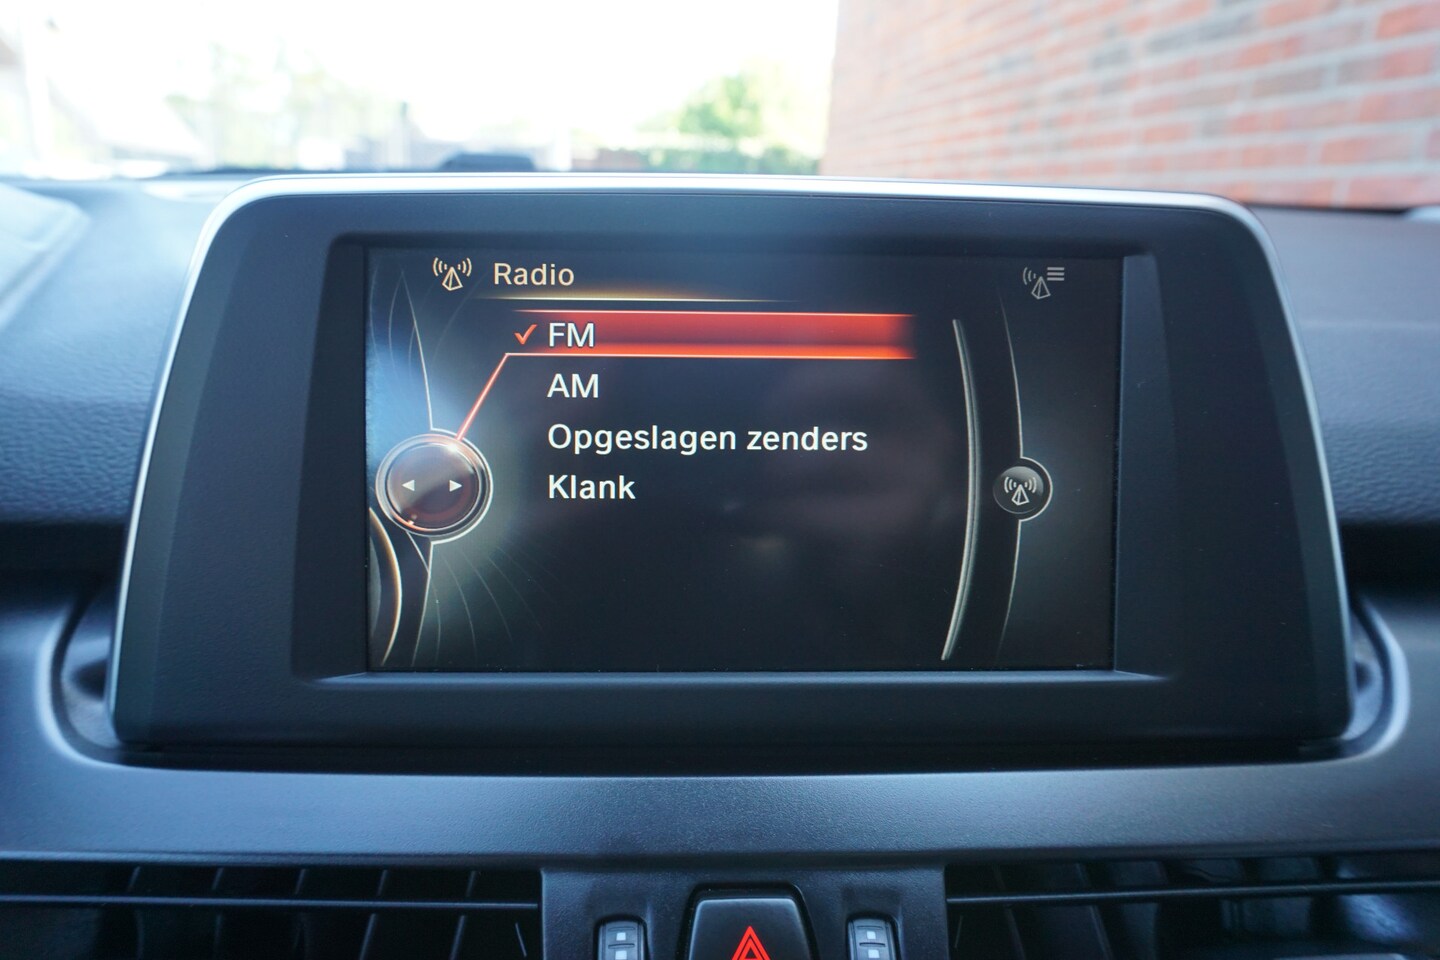 Radio
FM
AM
Opgeslagen zenders
Klank